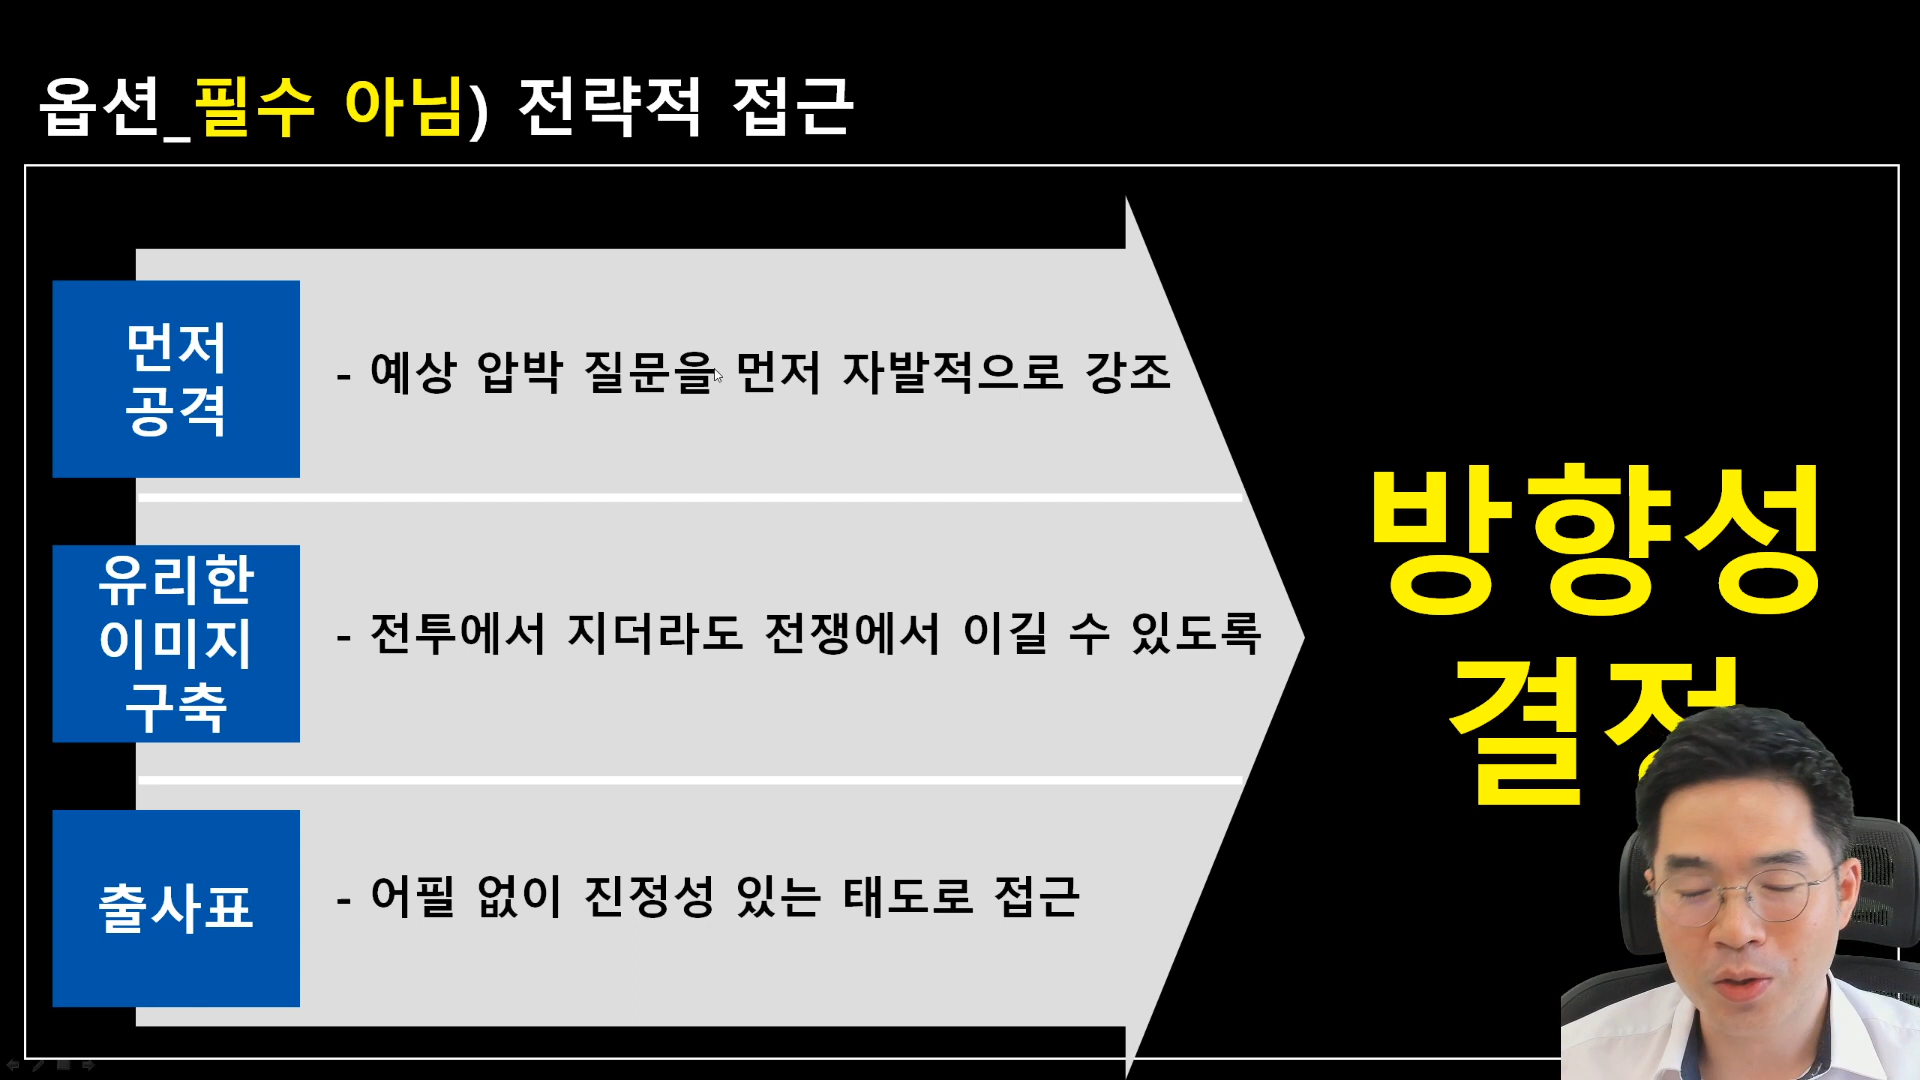 옵션_필수 아님) 전략적 접근
먼저
공격
- 예상 압박 질문을 먼저 자발적으로 강조
유리한
이미지
구축
- 전투에서 지더라도 전쟁에서 이길 수 있도록
출사표
- 어필 없이 진정성 있는 태도로 접근
방향성
결정